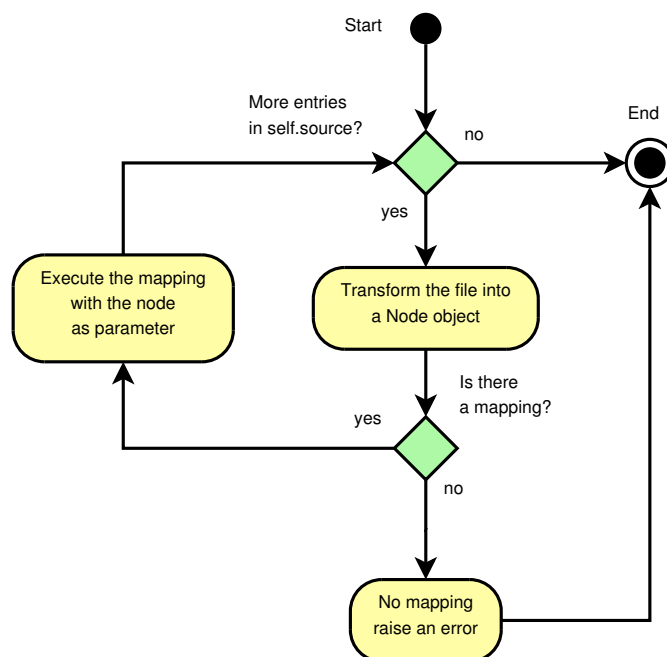 Start
More entries
in self.source?
no
End
yes
Execute the mapping
with the node
as parameter
Transform the file into
a Node object
Is there
a mapping?
yes
no
No mapping
raise an error